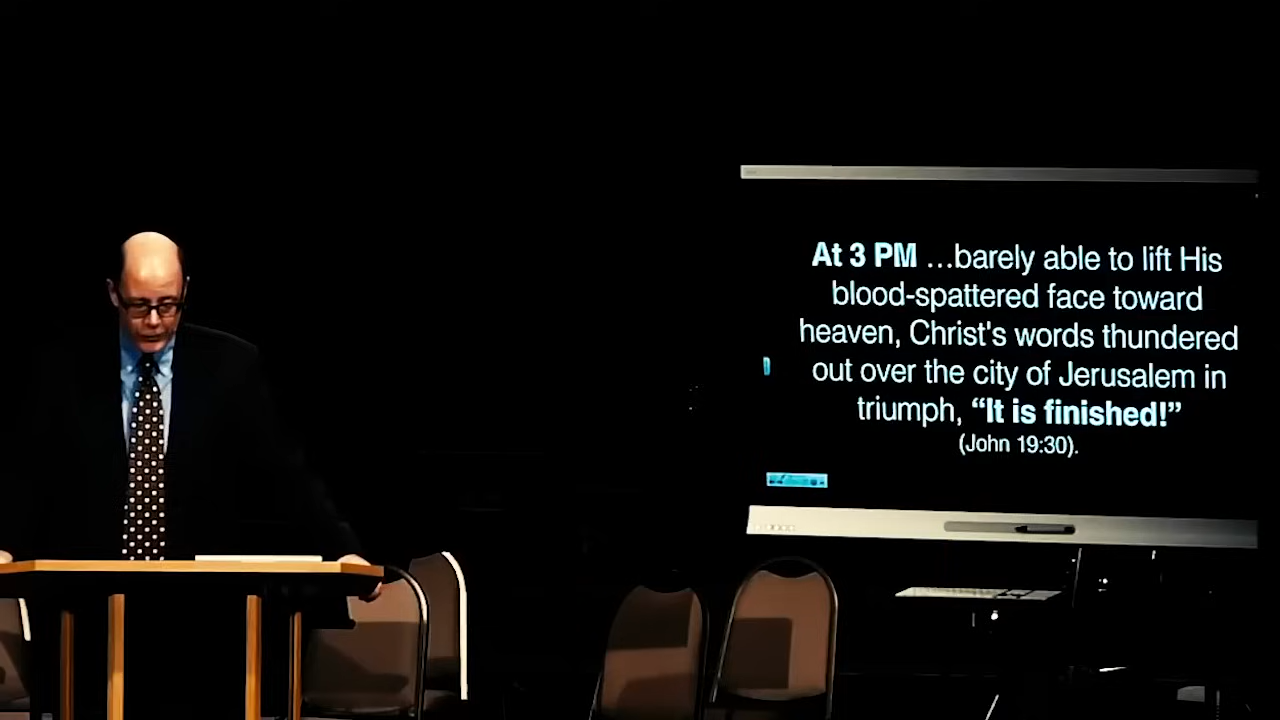 At 3 PM ...barely able to lift His
blood-spattered face toward
heaven, Christ's words thundered
out over the city of Jerusalem in
triumph, “It is finished!”
(John 19:30).